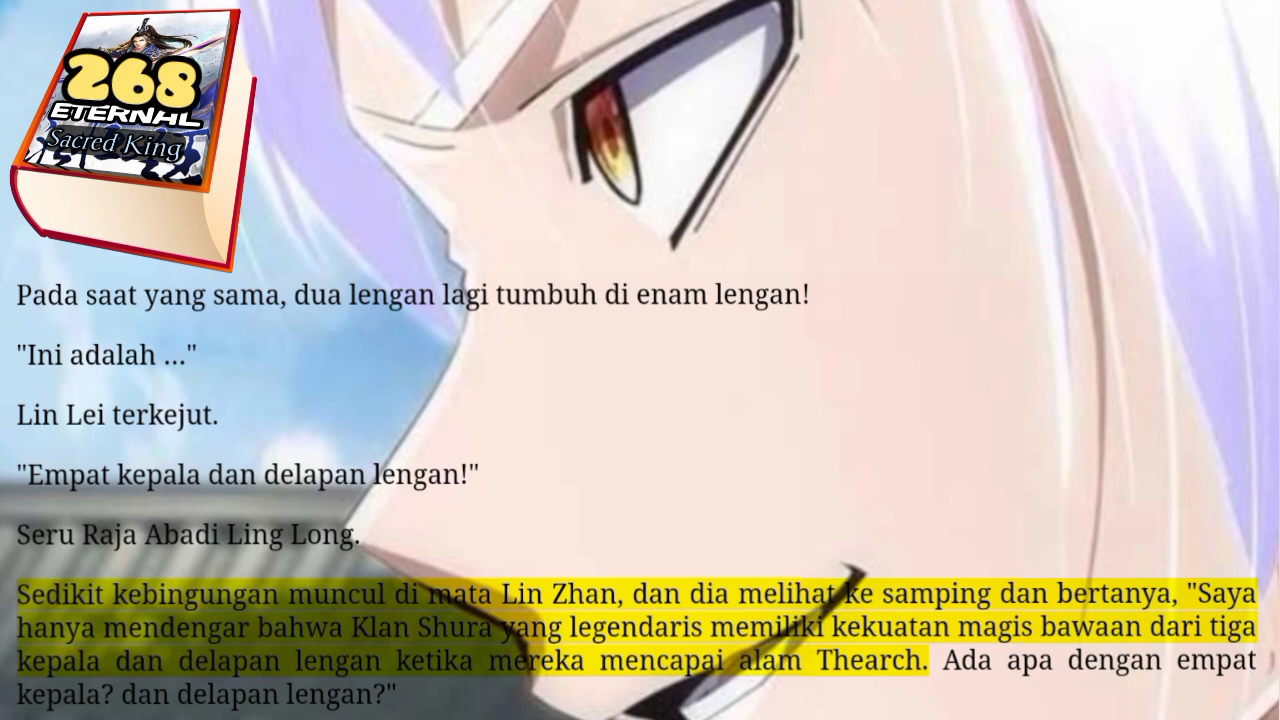 268
ETERNAL
Sacred King
Pada saat yang sama, dua lengan lagi tumbuh di enam lengan!
"Ini adalah ..."
Lin Lei terkejut.
"Empat kepala dan delapan lengan!"
Seru Raja Abadi Ling Long.
Sedikit kebingungan muncul di mata Lin Zhan, dan dia melihat ke samping dan bertanya, "Saya
hanya mendengar bahwa Klan Shura yang legendaris memiliki kekuatan magis bawaan dari tiga
kepala dan delapan lengan ketika mereka mencapai alam Thearch. Ada apa dengan empat
kepala? dan delapan lengan?"